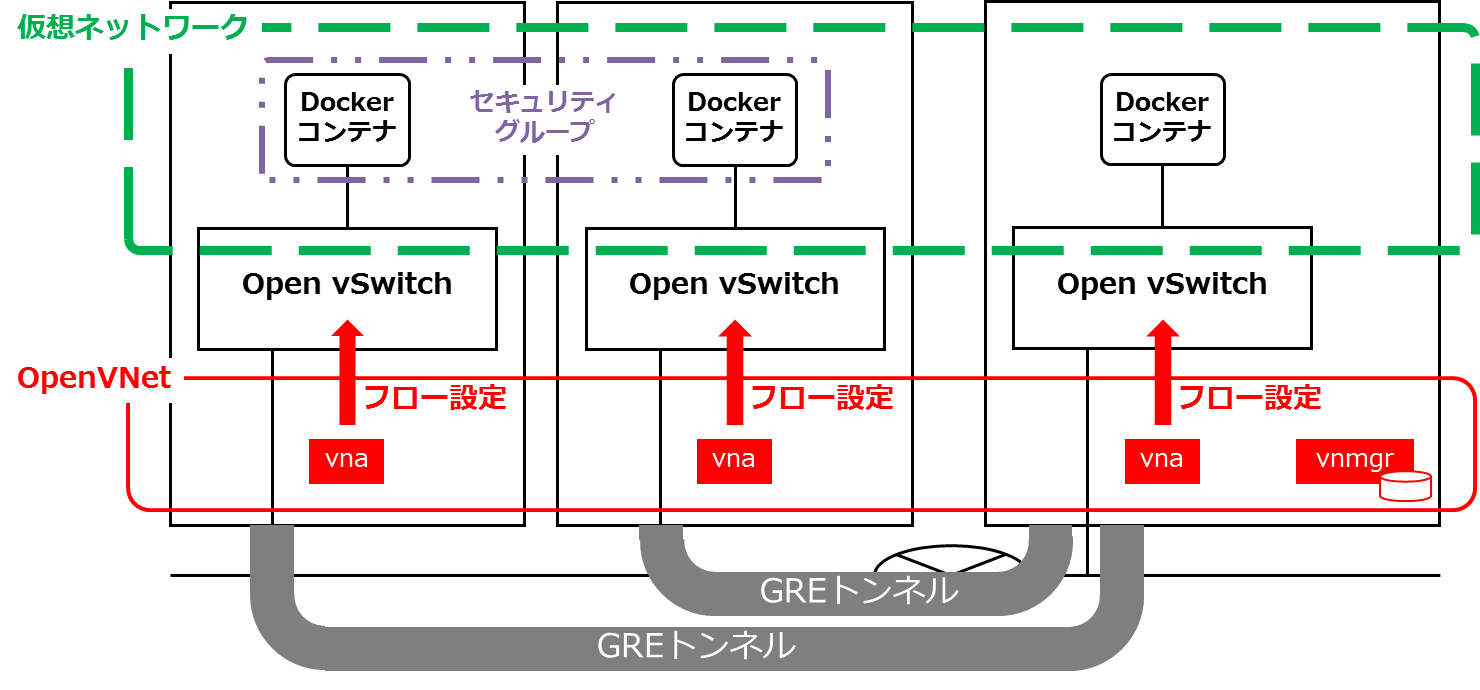 仮想ネットワーク
Docker
コンテナ
セキュリティ
グループ
Docker
コンテナ
Docker
コンテナ
Open vSwitch
Open vSwitch
Open vSwitch
OpenVNet
フロー設定
フロー設定
フロー設定
vna
vna
vna
vnmgr
GREトンネル
GREトンネル